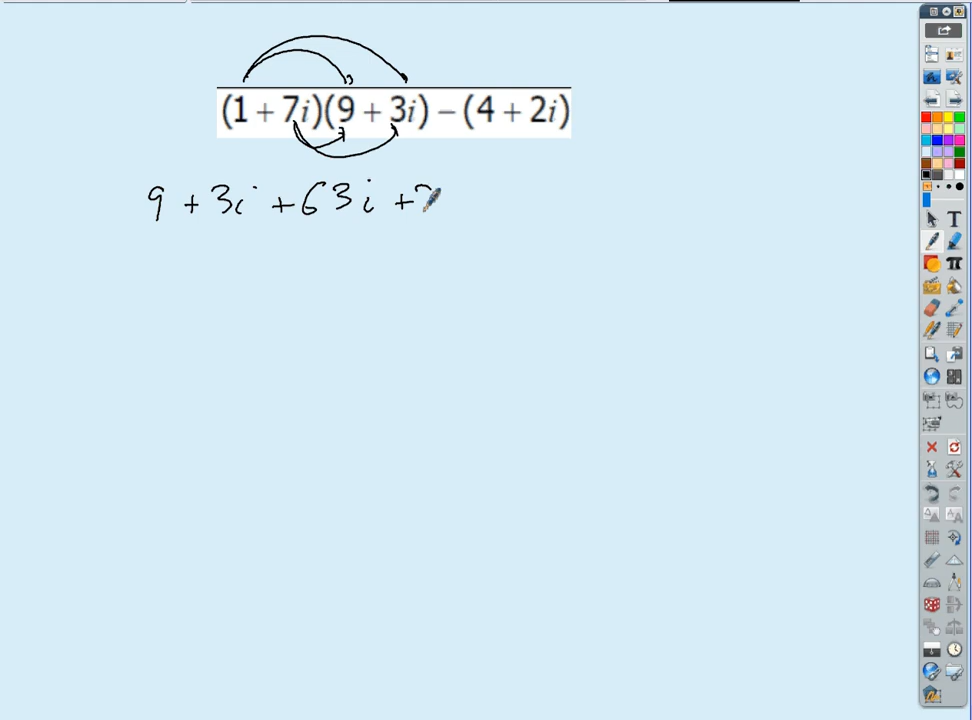 (1 + 7i)(9 + 3i) − (4 + 2i)
9 + 3i + 63i +